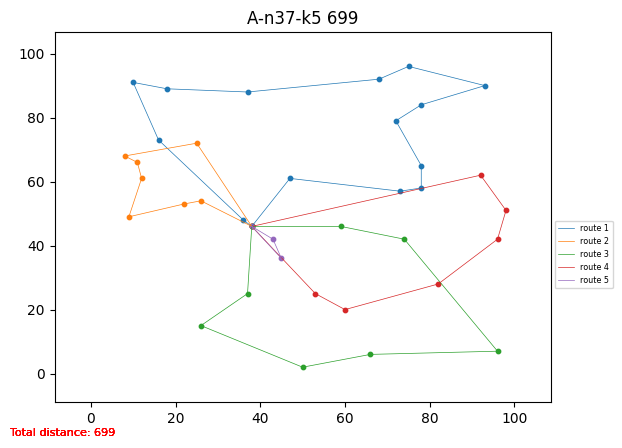 A-n37-k5 699
100
80
60
40
20
0
0 20 40 60 80 100
route 1
route 2
route 3
route 4
route 5
Total distance: 699